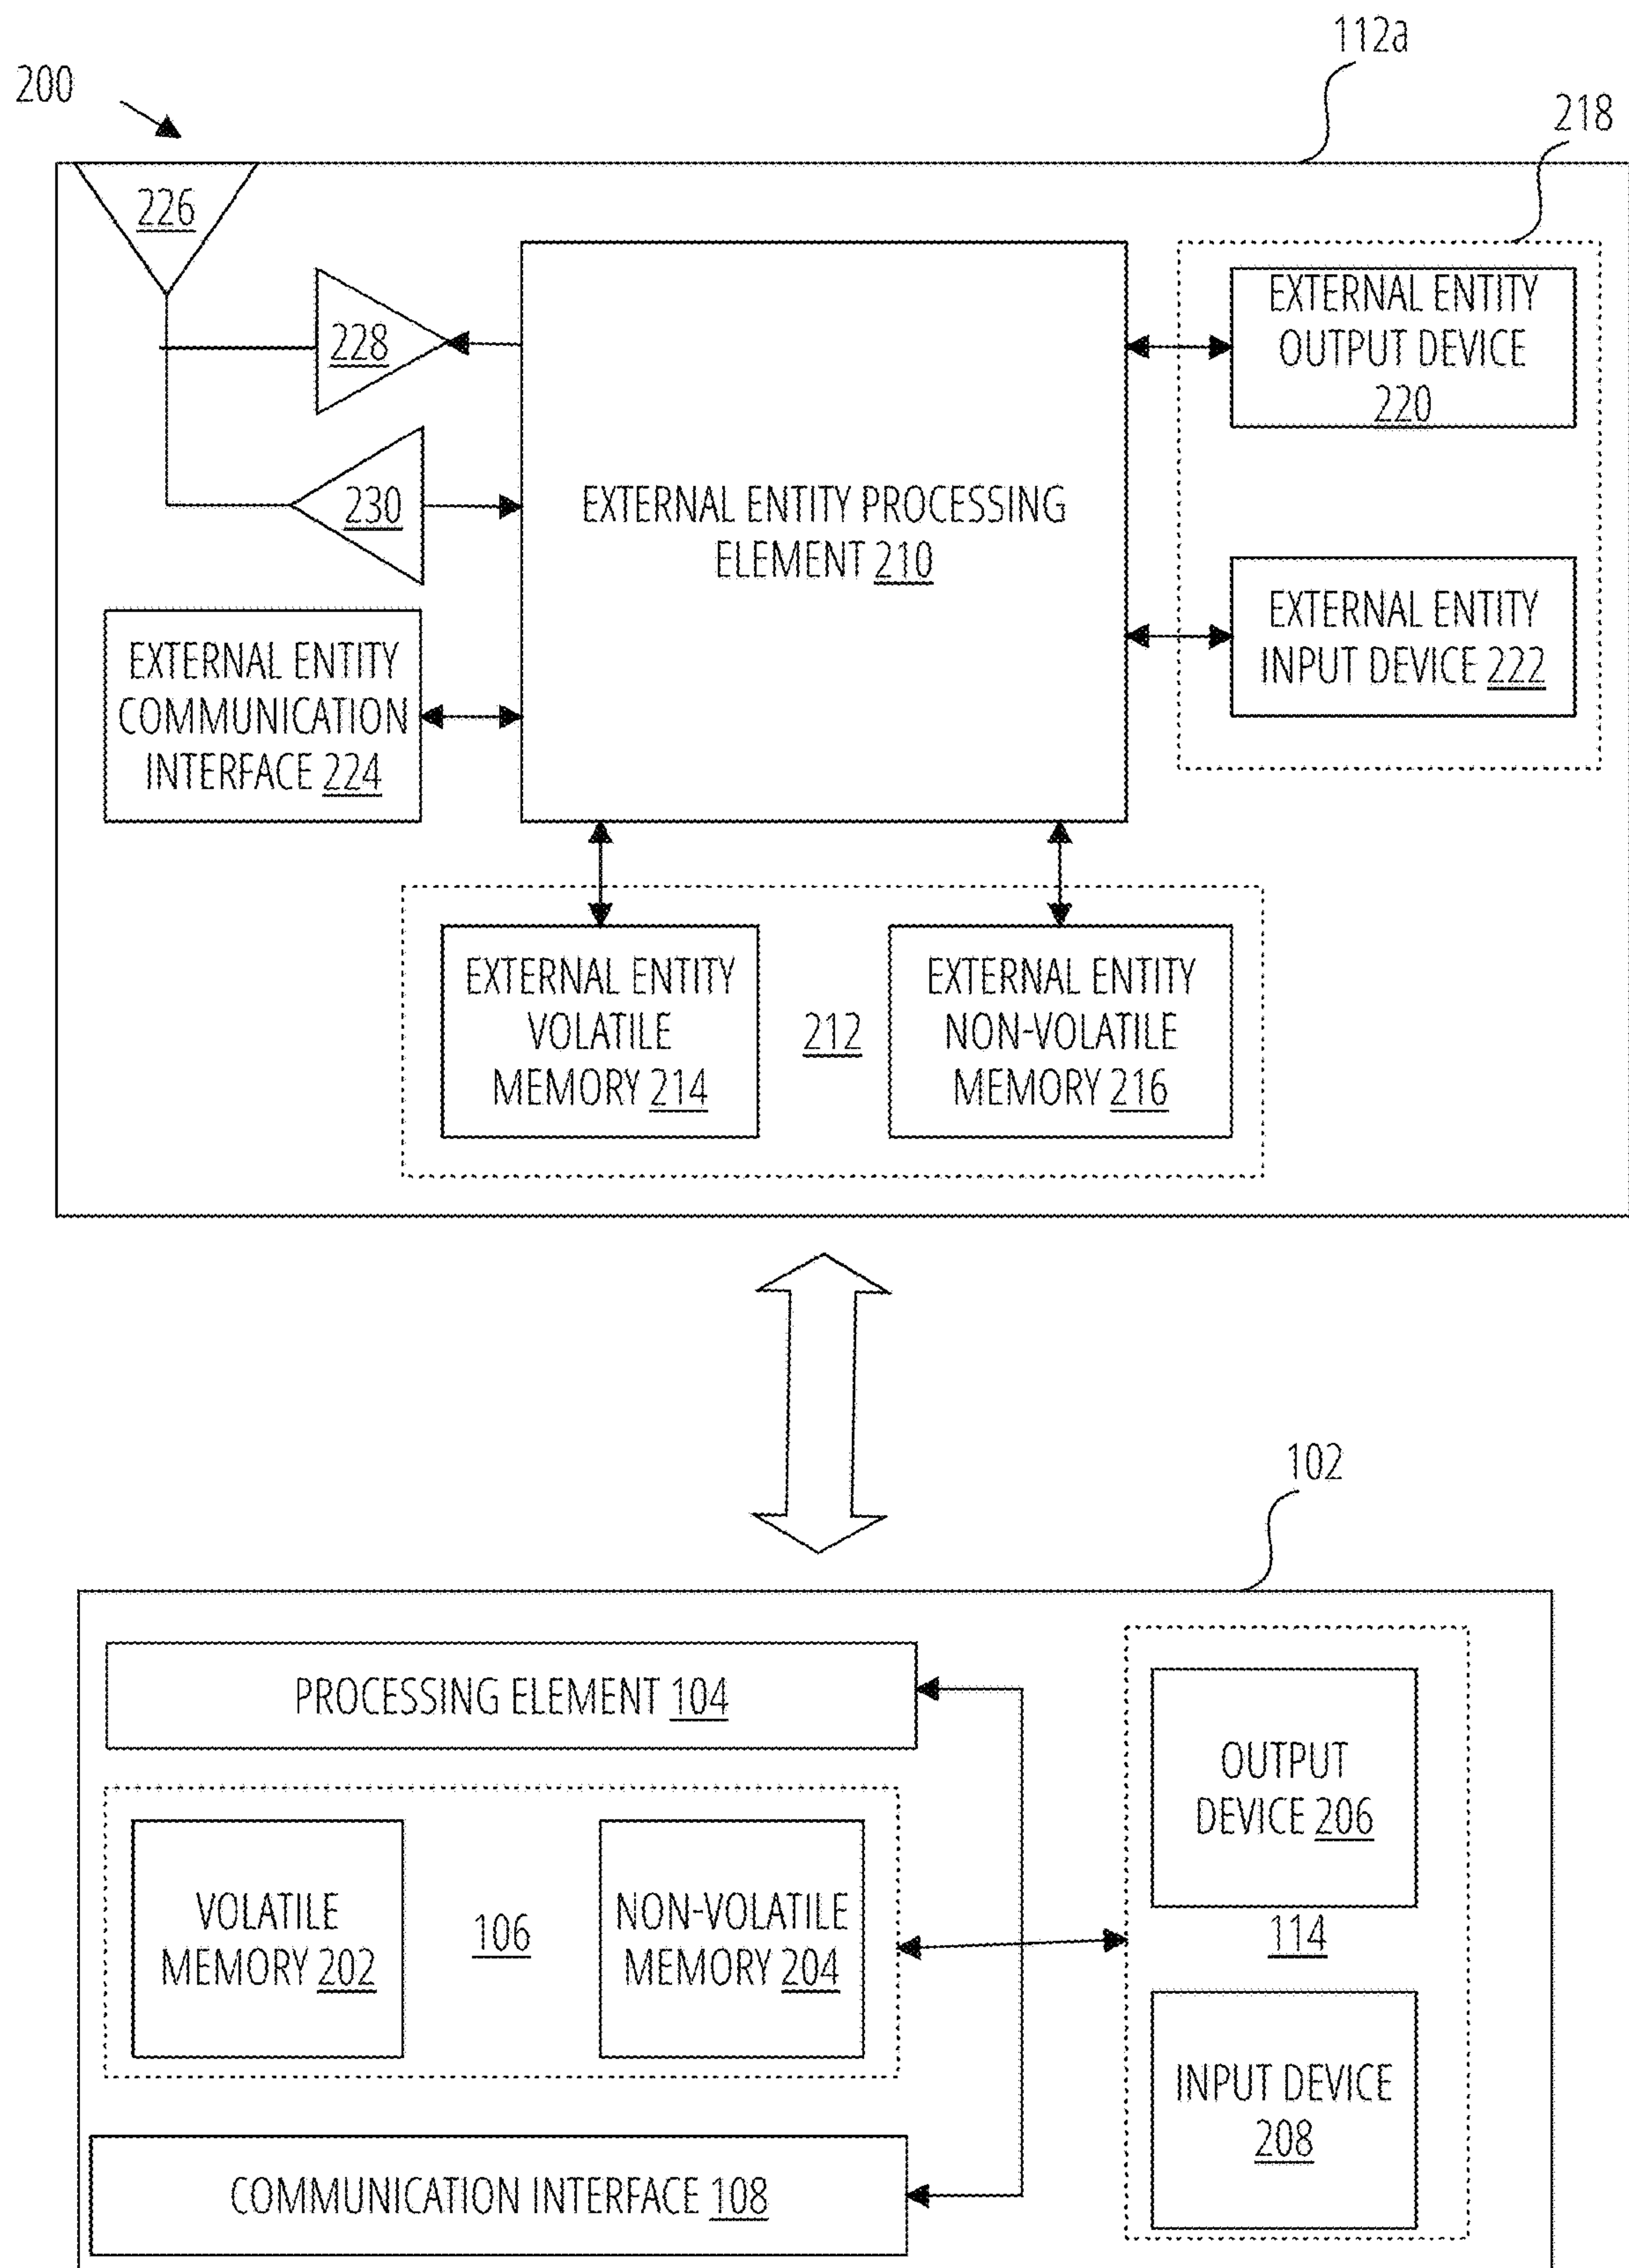 112a
200
218
226
EXTERNAL ENTITY
OUTPUT DEVICE
220
228
230
EXTERNAL ENTITY PROCESSING
ELEMENT 210
EXTERNAL ENTITY
INPUT DEVICE 222
EXTERNAL ENTITY
COMMUNICATION
INTERFACE 224
EXTERNAL ENTITY
VOLATILE
MEMORY 214
212
EXTERNAL ENTITY
NON-VOLATILE
MEMORY 216
102
PROCESSING ELEMENT 104
OUTPUT
DEVICE 206
VOLATILE
MEMORY 202
106
NON-VOLATILE
MEMORY 204
114
INPUT DEVICE
208
COMMUNICATION INTERFACE 108